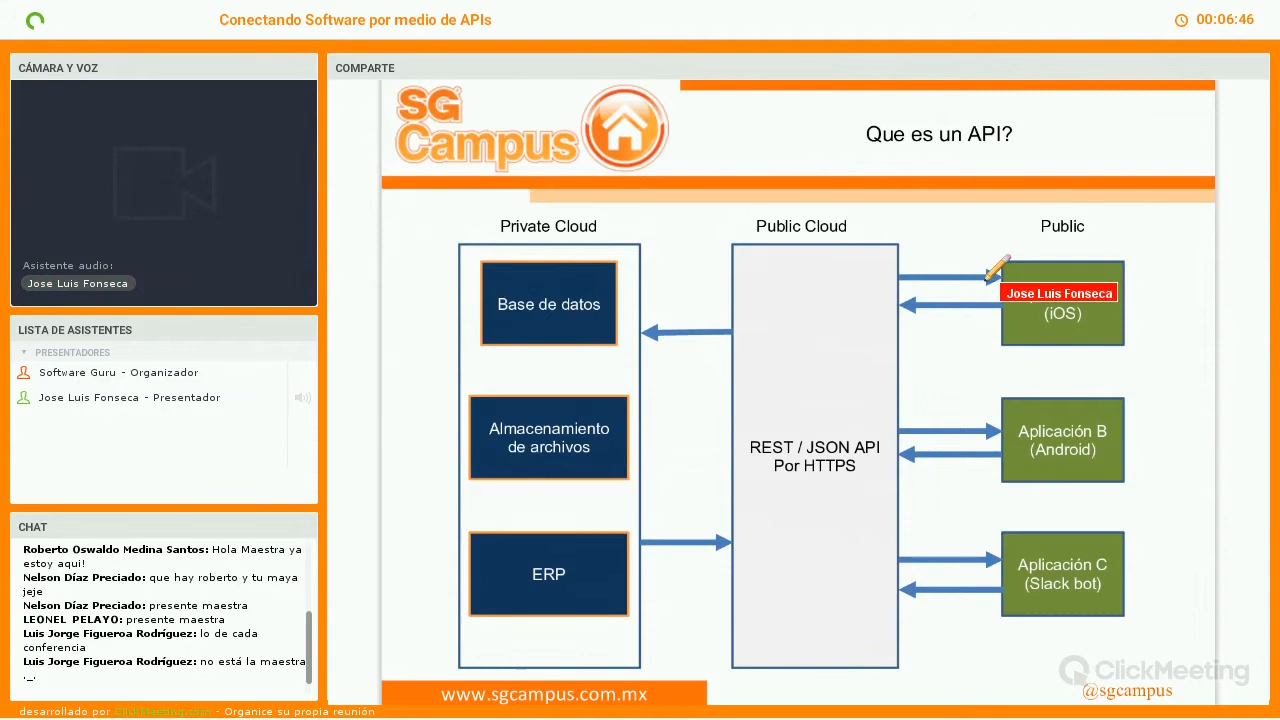 Conectando Software por medio de APIs
00:06:46
CÁMARA Y VOZ
Asistente audio:
Jose Luis Fonseca
LISTA DE ASISTENTES
PRESENTADORES
Software Guru - Organizador
Jose Luis Fonseca - Presentador
CHAT
Roberto Oswaldo Medina Santos: Hola Maestra ya
estoy aqui!
Nelson Díaz Preciado: que hay roberto y tu maya
jeje
Nelson Díaz Preciado: presente maestra
LEONEL PELAYO: presente maestra
Luis Jorge Figueroa Rodríguez: lo de cada
conferencia
Luis Jorge Figueroa Rodríguez: no está la maestra
._.
desarrollado por ClickMeeting.com - Organice su propia reunión
COMPARTE
SG
Campus
Que es un API?
Private Cloud
Public Cloud
Public
Base de datos
Almacenamiento
de archivos
ERP
REST / JSON API
Por HTTPS
Jose Luis Fonseca
(iOS)
Aplicación B
(Android)
Aplicación C
(Slack bot)
ClickMeeting
www.sgcampus.com.mx
@sgcampus